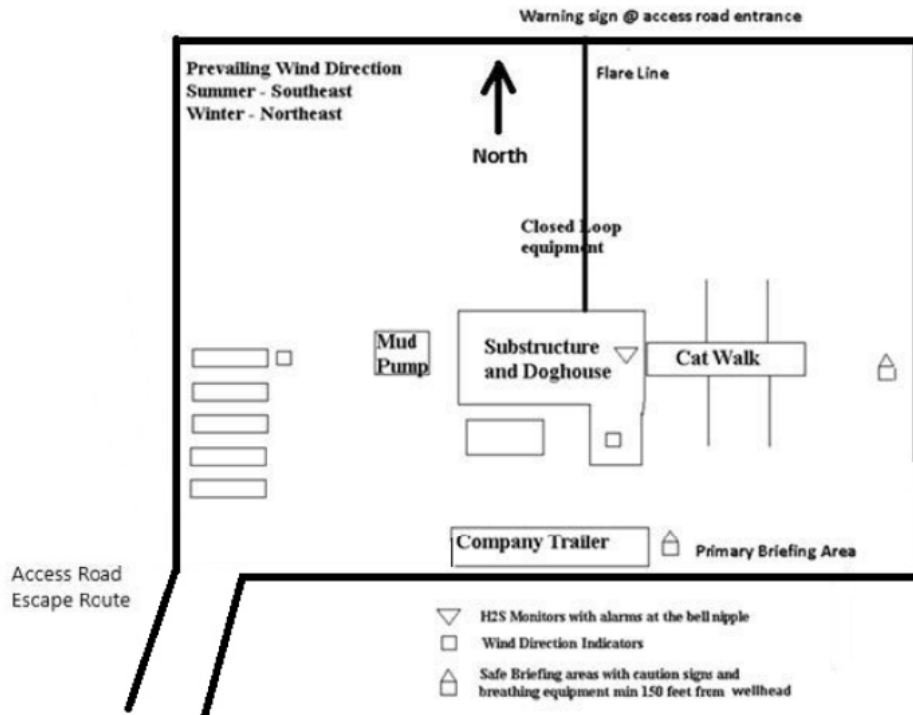 Warning sign @ access road entrance
Prevailing Wind Direction
Summer - Southeast
Winter - Northeast
North
Flare Line
Closed Loop
equipment
Mud
Pump
Substructure
and Doghouse
Cat Walk
Company Trailer
Primary Briefing Area
Access Road
Escape Route
H2S Monitors with alarms at the bell nipple
Wind Direction Indicators
Safe Briefing areas with caution signs and
breathing equipment min 150 feet from wellhead